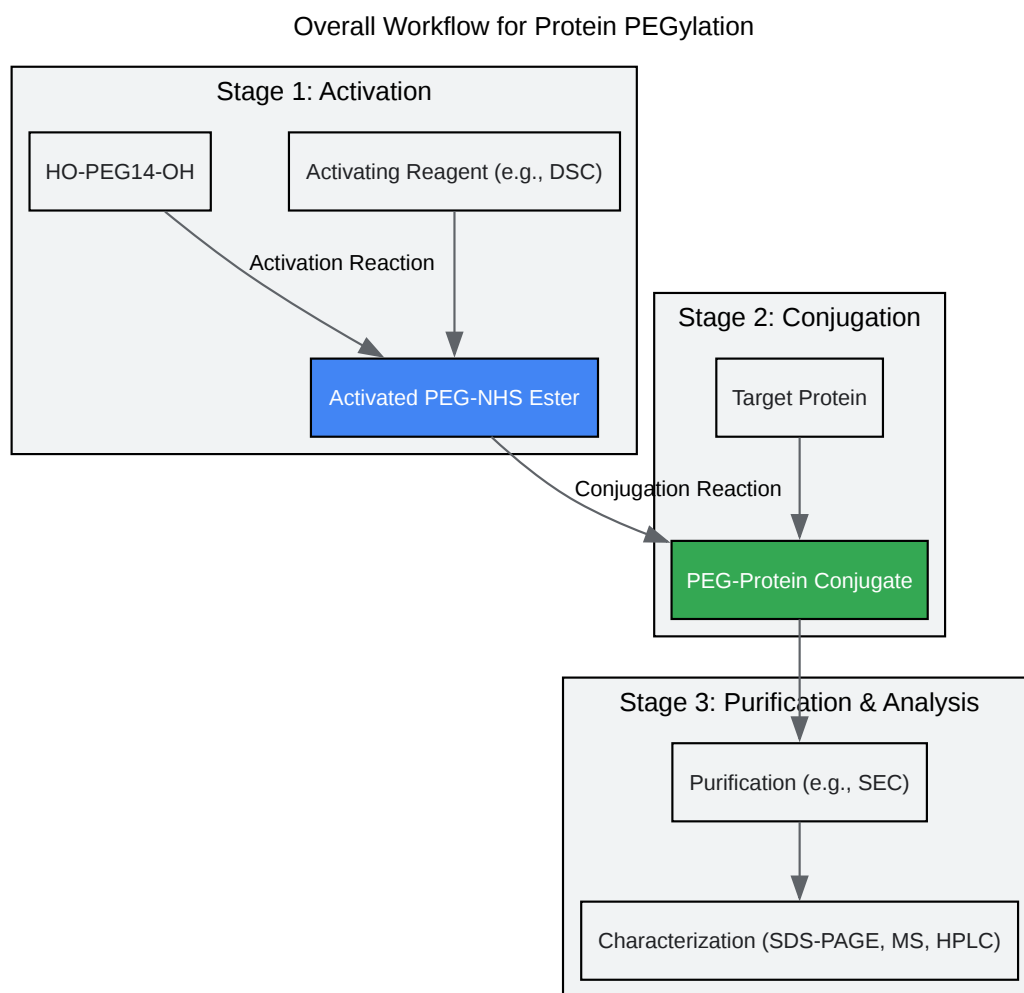 Overall Workflow for Protein PEGylation
Stage 1: Activation
HO-PEG14-OH
Activating Reagent (e.g., DSC)
Activation Reaction
Activated PEG-NHS Ester
Stage 2: Conjugation
Target Protein
Conjugation Reaction
PEG-Protein Conjugate
Stage 3: Purification & Analysis
Purification (e.g., SEC)
Characterization (SDS-PAGE, MS, HPLC)